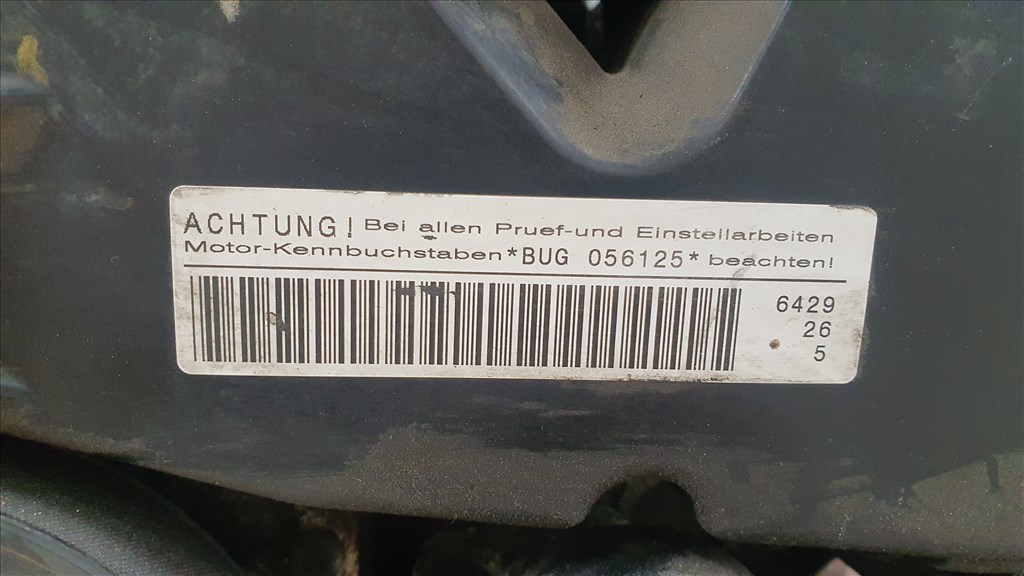 ACHTUNG! Bei allen Pruef-und Einstellarbeiten
Motor-Kennbuchstaben *BUG 056125* beachten!
6429
26
5